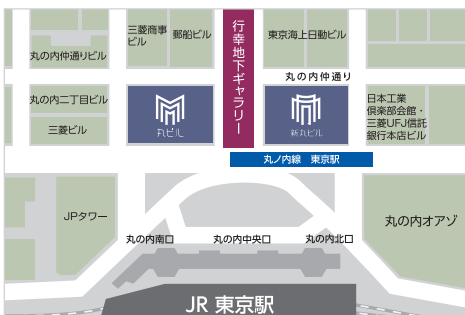 三菱商事
ビル
郵船ビル
行幸地下ギャラリー
東京海上日動ビル
丸の内仲通りビル
丸の内仲通り
丸の内二丁目ビル
三菱ビル
丸ビル
新丸ビル
日本工業
倶楽部会館・
三菱UFJ信託
銀行本店ビル
丸ノ内線 東京駅
JPタワー
丸の内オアゾ
丸の内南口
丸の内中央口
丸の内北口
JR 東京駅